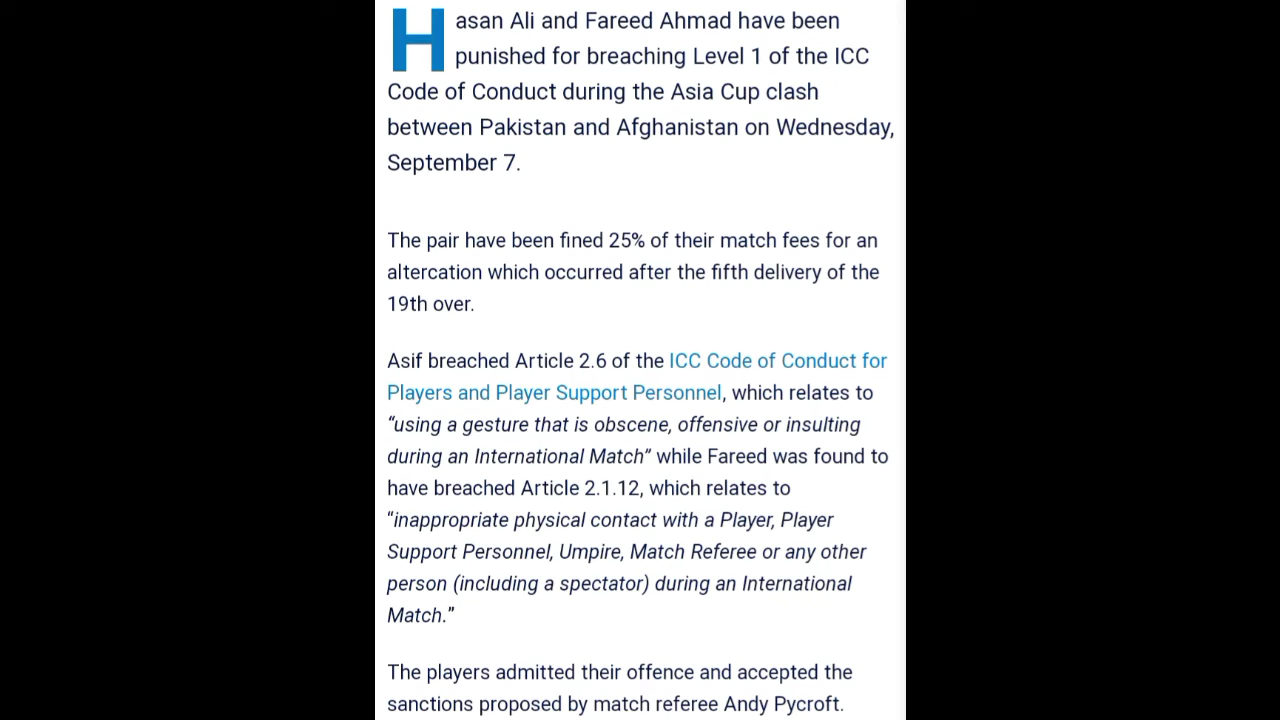 Hasan Ali and Fareed Ahmad have been
punished for breaching Level 1 of the ICC
Code of Conduct during the Asia Cup clash
between Pakistan and Afghanistan on Wednesday,
September 7.
The pair have been fined 25% of their match fees for an
altercation which occurred after the fifth delivery of the
19th over.
Asif breached Article 2.6 of the ICC Code of Conduct for
Players and Player Support Personnel, which relates to
“using a gesture that is obscene, offensive or insulting
during an International Match” while Fareed was found to
have breached Article 2.1.12, which relates to
“inappropriate physical contact with a Player, Player
Support Personnel, Umpire, Match Referee or any other
person (including a spectator) during an International
Match.”
The players admitted their offence and accepted the
sanctions proposed by match referee Andy Pycroft.